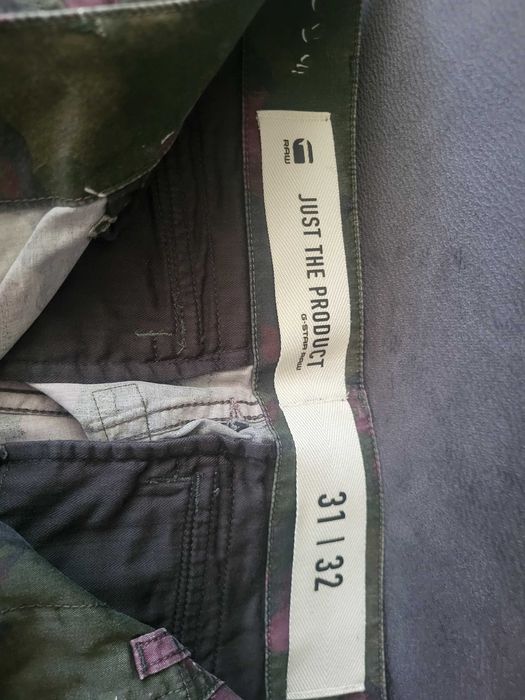 RAW
JUST THE PRODUCT
G-STAR RAW
31 | 32